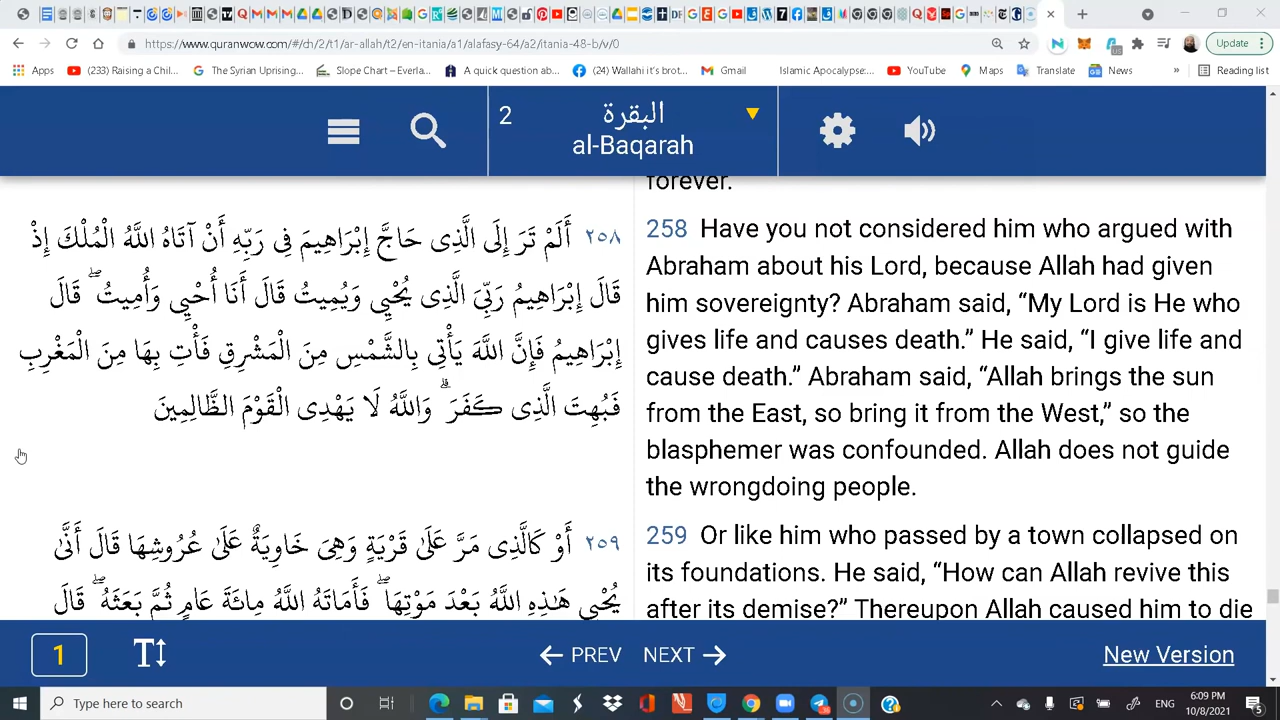 https://www.quranwow.com/#/ch/2/t1/amllah2/t2/en-itania/a1/alafasy-64/a2/itania-48-b/v/0
Update
Apps
(233) Raising a Chil...
The Syrian Uprising...
Slope Chart – Everla...
A quick question ab...
(24) Wallahi it's brot...
Gmail
Islamic Apocalypse:...
YouTube
Maps
Translate
News
»
Reading list
2
البقرة
al-Baqarah
forever.
٢٥٨ أَلَمْ تَرَ إِلَى الَّذِى حَاجَّ إِبْرَاهِيمَ فِى رَبِّهِ أَنْ آتَاهُ اللَّهُ الْمُلْكَ إِذْ
قَالَ إِبْرَاهِيمُ رَبِّىَ الَّذِى يُحْيِى وَيُمِيتُ قَالَ أَنَا أُحْيِى وَأُمِيتُ ۖ قَالَ
إِبْرَاهِيمُ فَإِنَّ اللَّهَ يَأْتِى بِالشَّمْسِ مِنَ الْمَشْرِقِ فَأْتِ بِهَا مِنَ الْمَغْرِبِ
فَبُهِتَ الَّذِى كَفَرَ ۗ وَاللَّهُ لَا يَهْدِى الْقَوْمَ الظَّالِمِينَ
258 Have you not considered him who argued with
Abraham about his Lord, because Allah had given
him sovereignty? Abraham said, “My Lord is He who
gives life and causes death.” He said, “I give life and
cause death.” Abraham said, “Allah brings the sun
from the East, so bring it from the West,” so the
blasphemer was confounded. Allah does not guide
the wrongdoing people.
٢٥٩ أَوْ كَالَّذِى مَرَّ عَلَىٰ قَرْيَةٍ وَهِىَ خَاوِيَةٌ عَلَىٰ عُرُوشِهَا قَالَ أَنَّىٰ
يُحْيِى هَٰذِهِ اللَّهُ بَعْدَ مَوْتِهَا ۖ فَأَمَاتَهُ اللَّهُ مِائَةَ عَامٍ ثُمَّ بَعَثَهُ ۖ قَالَ
259 Or like him who passed by a town collapsed on
its foundations. He said, “How can Allah revive this
after its demise?” Thereupon Allah caused him to die
1
T
PREV
NEXT
New Version
Type here to search
ENG
6:09 PM
10/8/2021
5